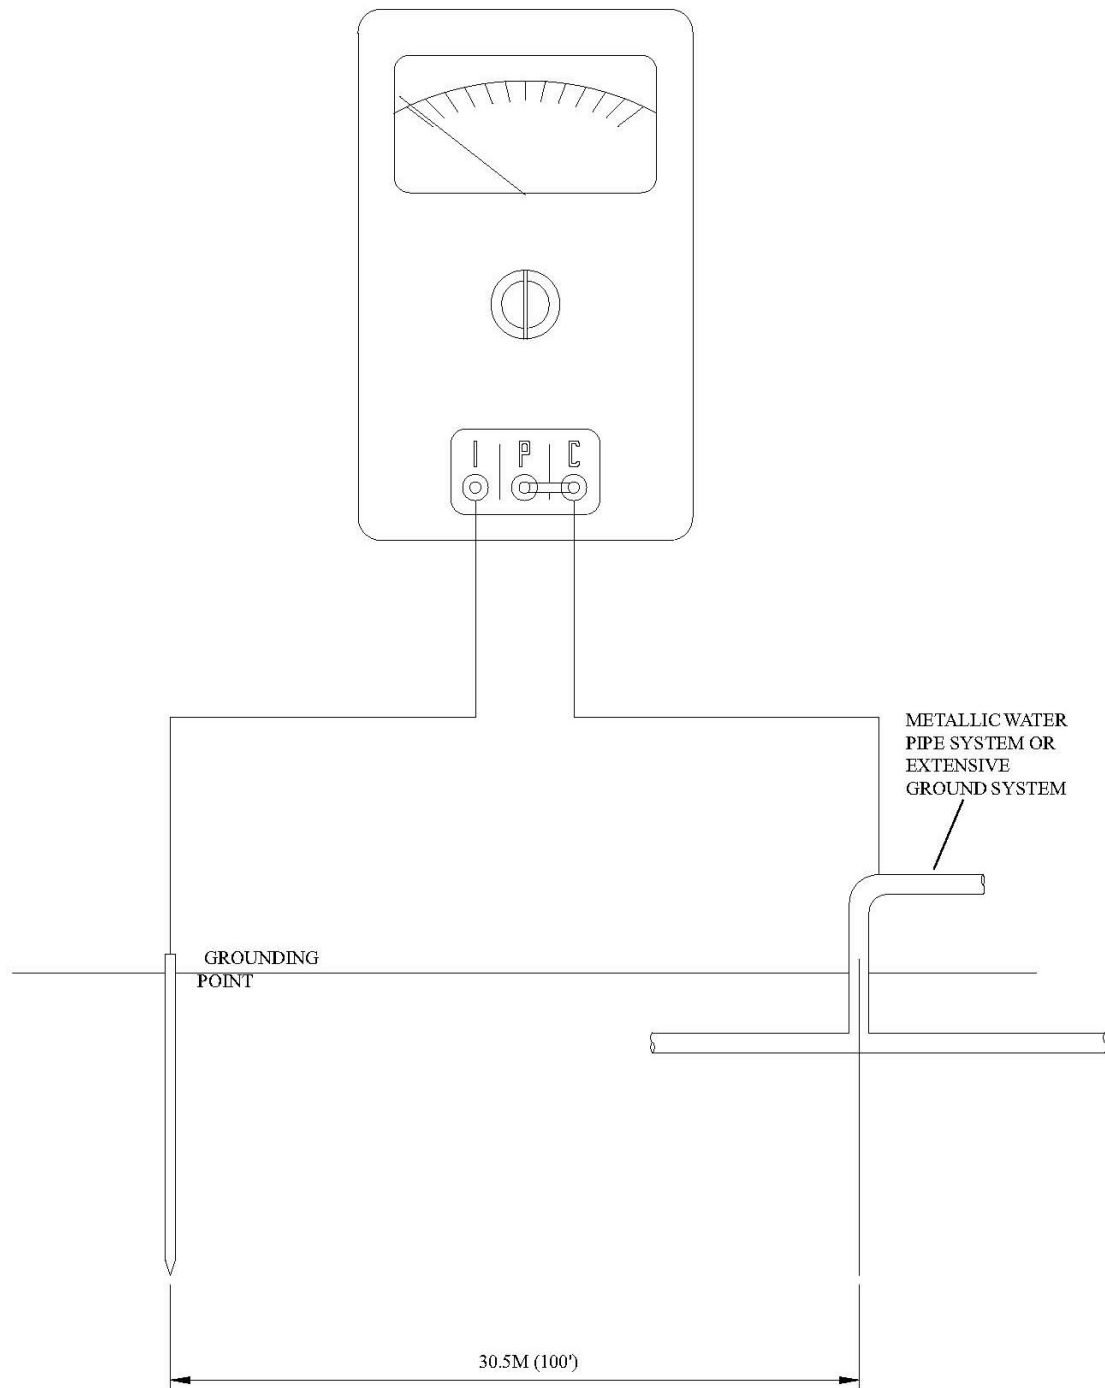 I P C
METALLIC WATER
PIPE SYSTEM OR
EXTENSIVE
GROUND SYSTEM
GROUNDING
POINT
30.5M (100')